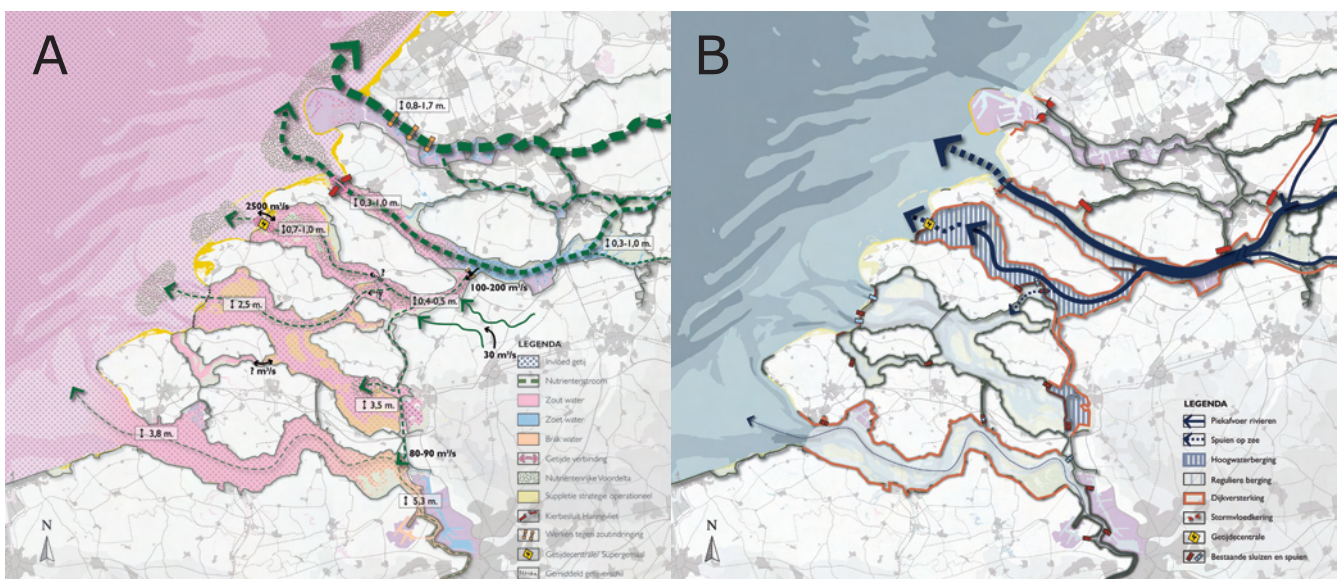 A
0,8-1,7 m.
2500 m³/s
0,7-1,0 m.
0,3-1,0 m.
0,3-1,0 m.
?
?
2,5 m.
0,4-0,5 m.
100-200 m³/s
30 m³/s
? m³/s
3,5 m.
3,8 m.
80-90 m³/s
5,3 m.
N
LEGENDA
Invloed getij
Nutriëntenstroom
Zout water
Zoet water
Brak water
Getijde verbinding
Nutriëntenrijke Voordelta
Suppletie strategie operationeel
Kierbesluit Haringvliet
Werken tegen zoutindringing
Getijdecentrale/ Supergemaal
Gemiddeld getijverschil
B
N
LEGENDA
Piekafvoer rivieren
Spuien op zee
Hoogwaterberging
Reguliere berging
Dijkversterking
Stormvloedkering
Getijdecentrale
Bestaande sluizen en spuien